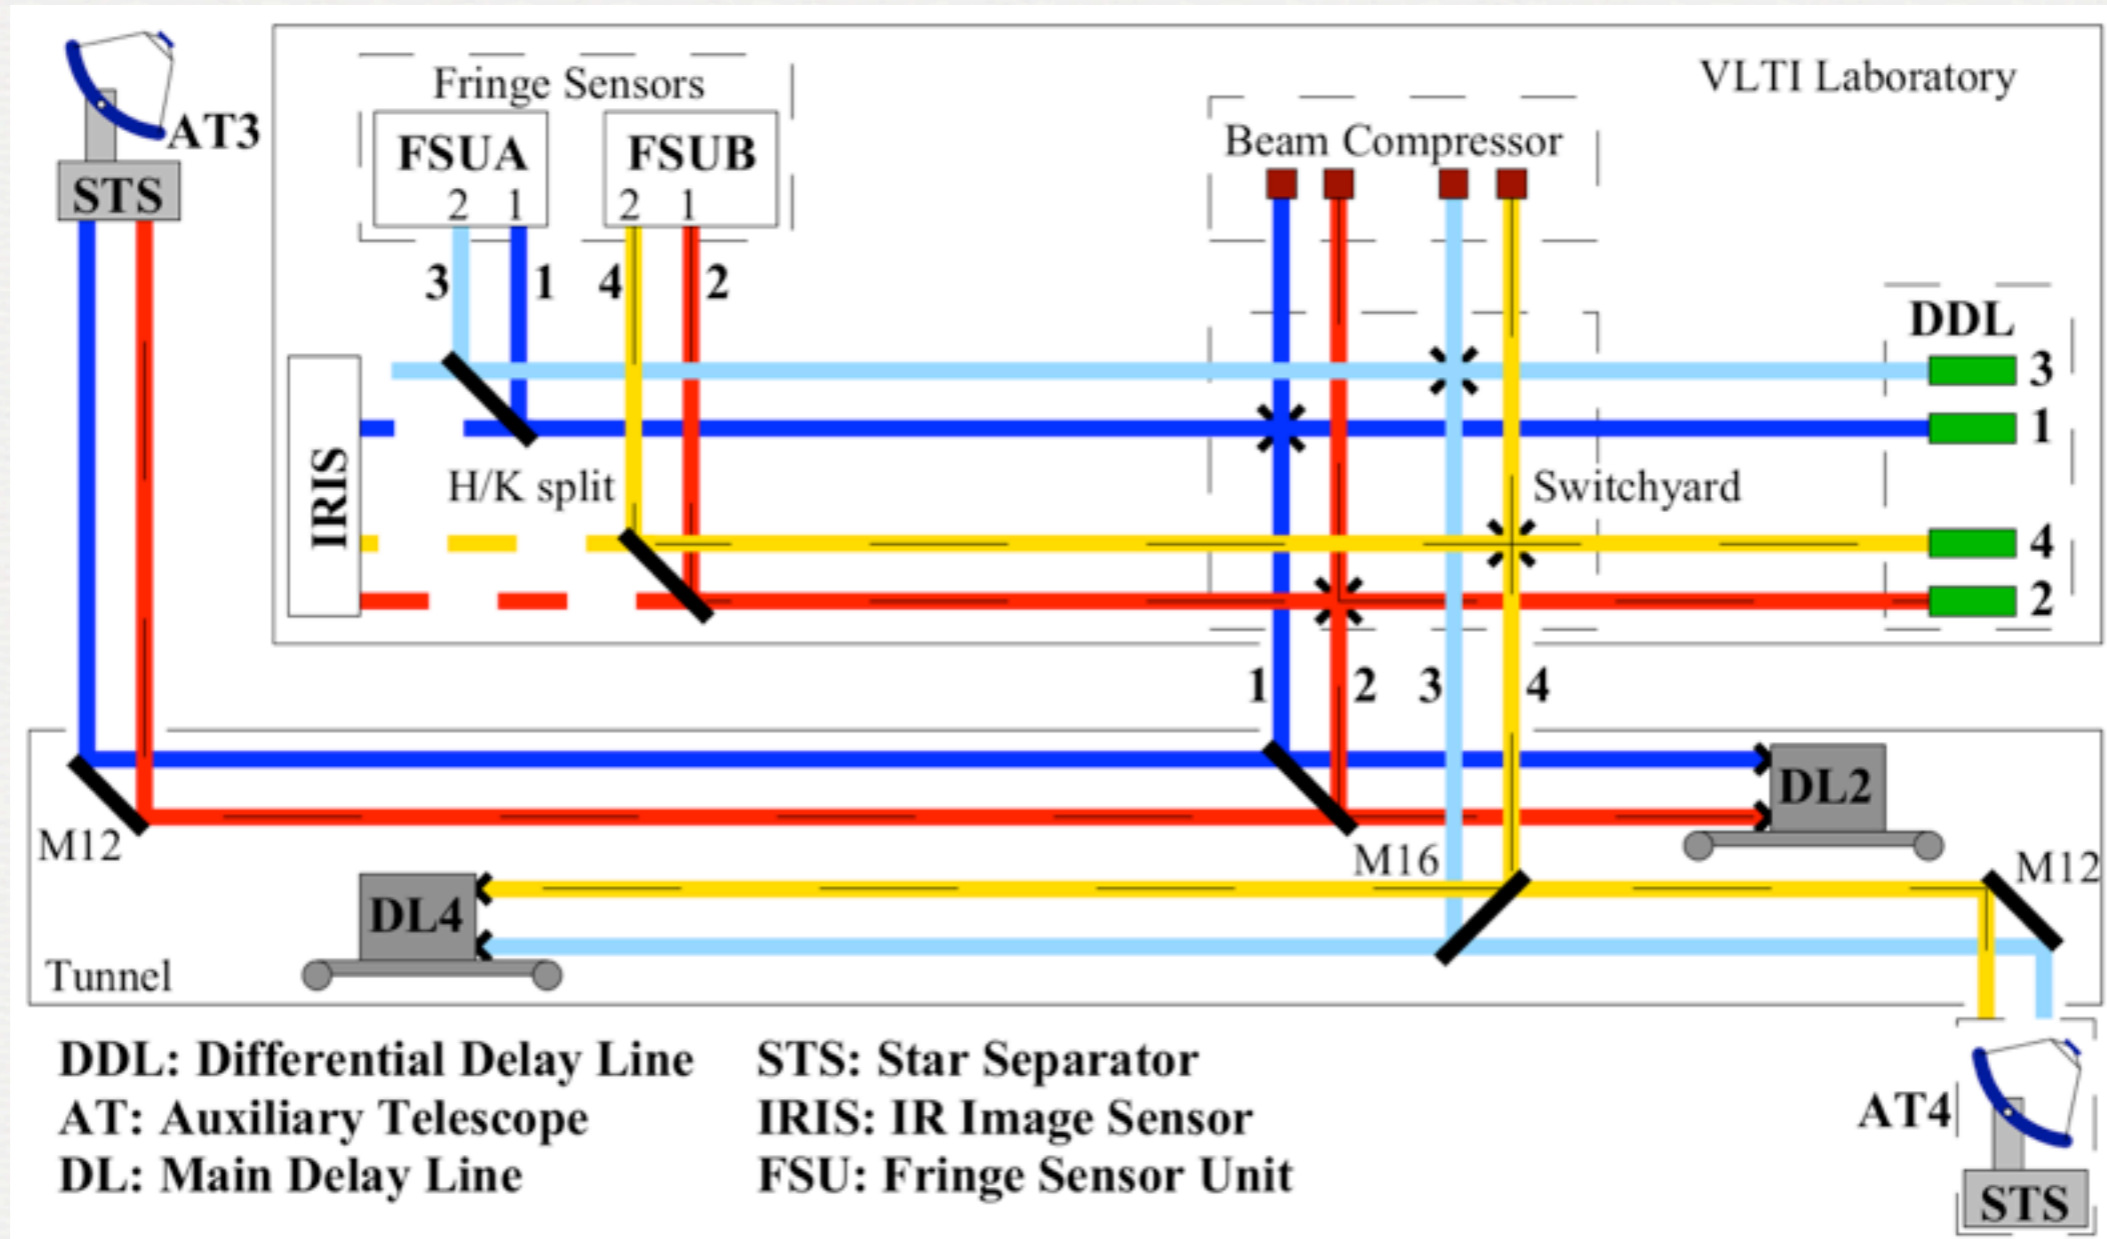 VLTI Laboratory
Fringe Sensors
Beam Compressor
AT3
FSUA
FSUB
STS
2 1
2 1
3 1 4 2
DDL
3
1
H/K split
Switchyard
IRIS
4
2
1 2 3 4
DL2
M12
M16
M12
DL4
Tunnel
DDL: Differential Delay Line
STS: Star Separator
AT: Auxiliary Telescope
IRIS: IR Image Sensor
AT4
DL: Main Delay Line
FSU: Fringe Sensor Unit
STS